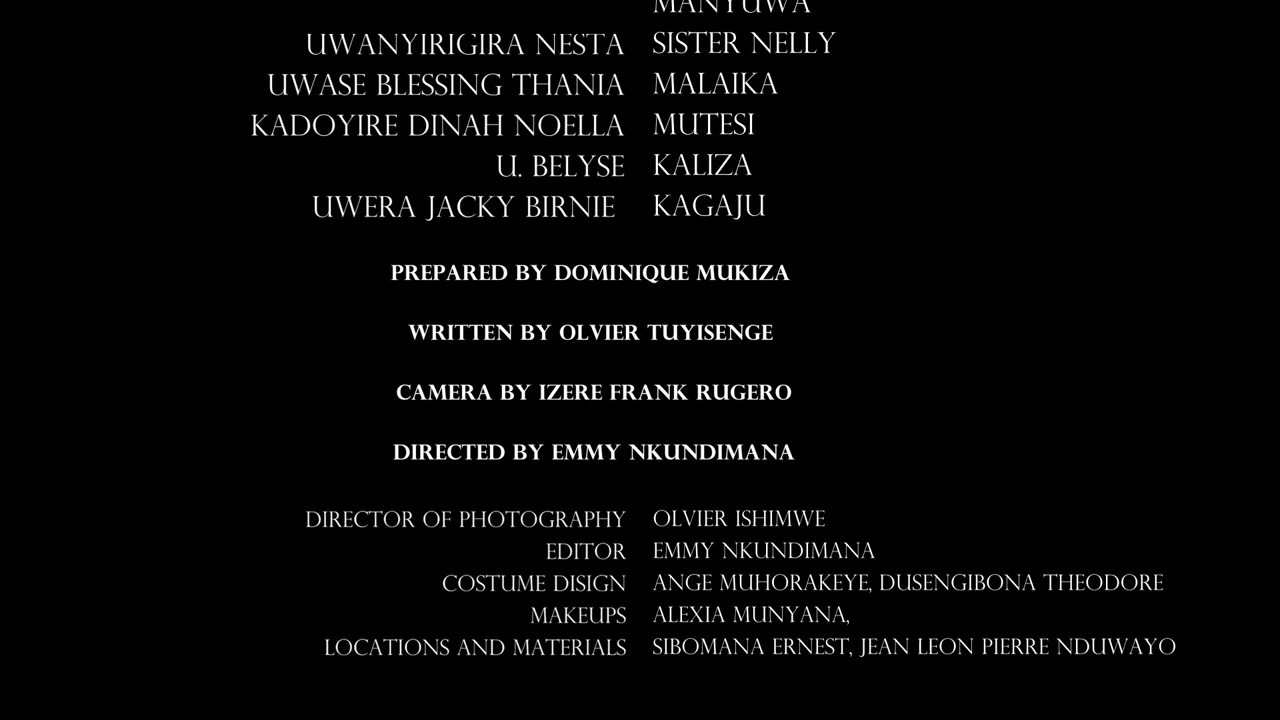 MANYUWA
UWANYIRIGIRA NESTA SISTER NELLY
UWASE BLESSING THANIA MALAIKA
KADOYIRE DINAH NOELLA MUTESI
U. BELYSE KALIZA
UWERA JACKY BIRNIE KAGAJU
PREPARED BY DOMINIQUE MUKIZA
WRITTEN BY OLVIER TUYISENGE
CAMERA BY IZERE FRANK RUGERO
DIRECTED BY EMMY NKUNDIMANA
DIRECTOR OF PHOTOGRAPHY OLVIER ISHIMWE
EDITOR EMMY NKUNDIMANA
COSTUME DISIGN ANGE MUHORAKEYE, DUSENGIBONA THEODORE
MAKEUPS ALEXIA MUNYANA,
LOCATIONS AND MATERIALS SIBOMANA ERNEST, JEAN LEON PIERRE NDUWAYO